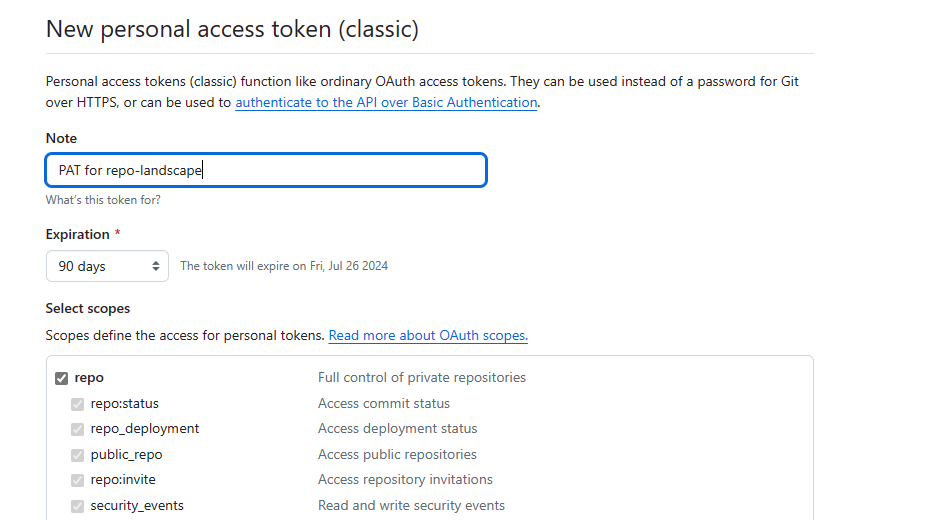 New personal access token (classic)
Personal access tokens (classic) function like ordinary OAuth access tokens. They can be used instead of a password for Git
over HTTPS, or can be used to authenticate to the API over Basic Authentication.
Note
PAT for repo-landscape
What's this token for?
Expiration *
90 days The token will expire on Fri, Jul 26 2024
Select scopes
Scopes define the access for personal tokens. Read more about OAuth scopes.
repo Full control of private repositories
repo:status Access commit status
repo_deployment Access deployment status
public_repo Access public repositories
repo:invite Access repository invitations
security_events Read and write security events